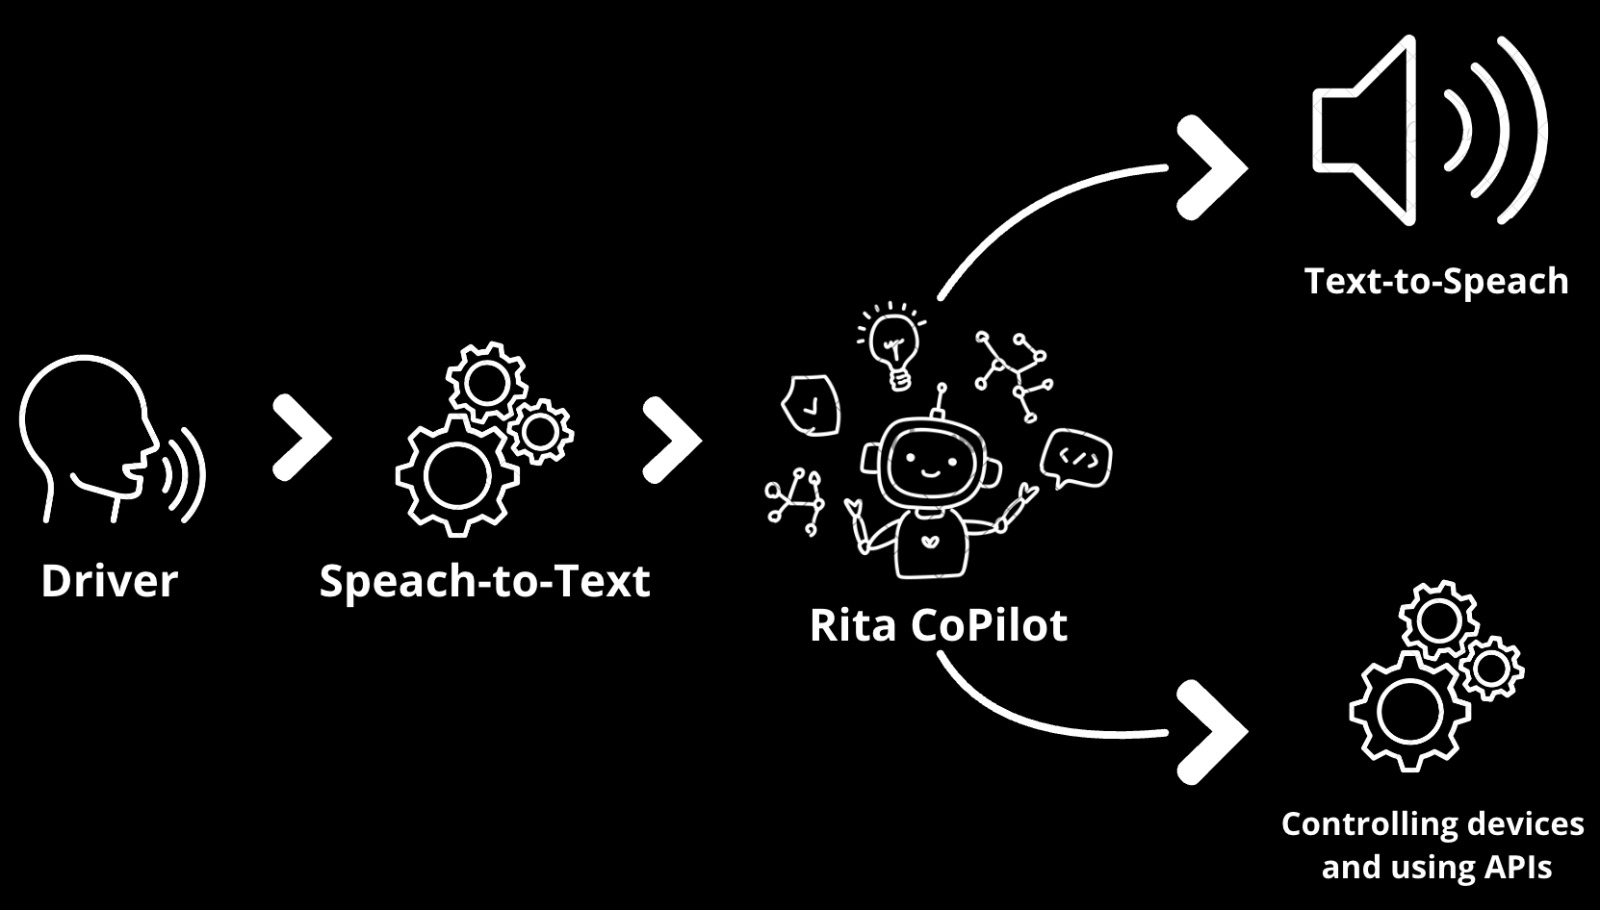 Driver
Speach-to-Text
Rita CoPilot
Text-to-Speach
Controlling devices
and using APIs